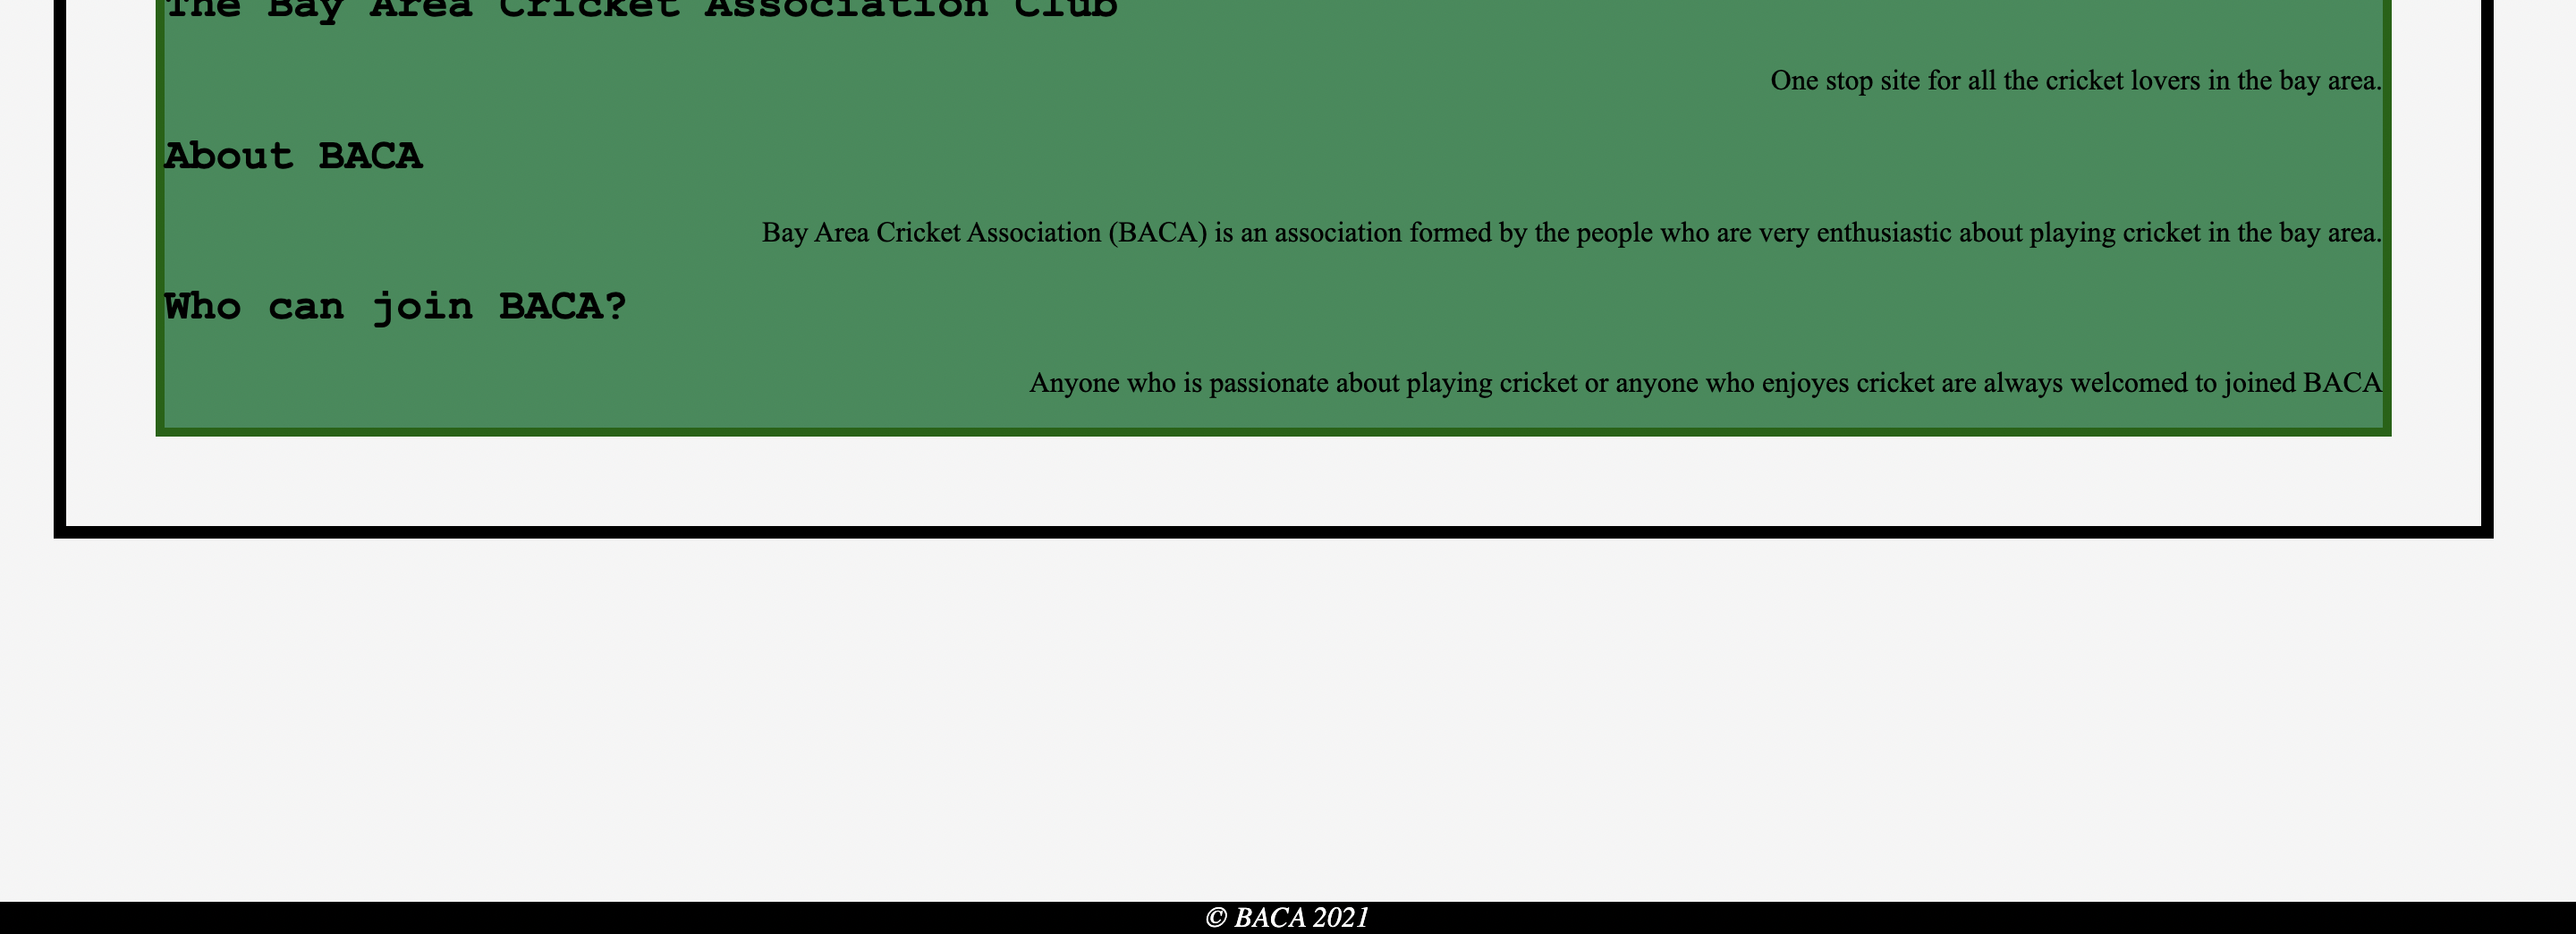 The Bay Area Cricket Association Club
One stop site for all the cricket lovers in the bay area.
About BACA
Bay Area Cricket Association (BACA) is an association formed by the people who are very enthusiastic about playing cricket in the bay area.
Who can join BACA?
Anyone who is passionate about playing cricket or anyone who enjoyes cricket are always welcomed to joined BACA
© BACA 2021